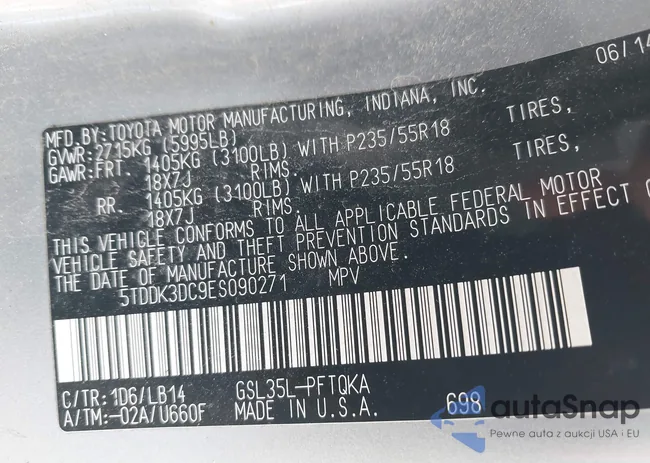 06/14
MFD.BY:TOYOTA MOTOR MANUFACTURING, INDIANA, INC.
GVWR:2715KG (5995LB)
GAWR:FRT. 1405KG (3100LB) WITH P235/55R18 TIRES,
18X7J RIMS.
RR. 1405KG (3100LB) WITH P235/55R18 TIRES,
18X7J RIMS.
THIS VEHICLE CONFORMS TO ALL APPLICABLE FEDERAL MOTOR
VEHICLE SAFETY AND THEFT PREVENTION STANDARDS IN EFFECT
THE DATE OF MANUFACTURE SHOWN ABOVE.
5TDDK3DC9ES090271 MPV
C/TR: 1D6/LB14 GSL35L-PFTQKA
A/TM:-02A/U660F MADE IN U.S.A. 698
autoSnap
Pewne auta z aukcji USA i EU